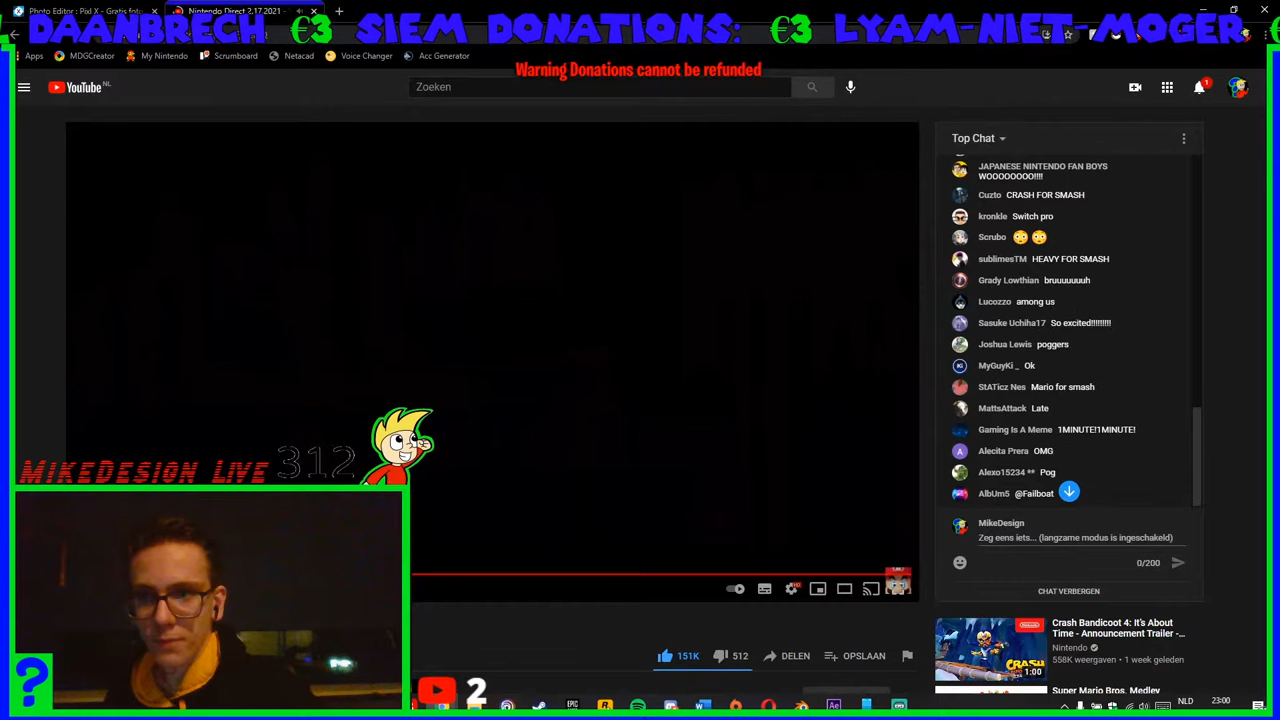 Photo Editor : Pixlr X - Gratis foto
Nintendo Direct 2.17.2021 -
DAANBRECH €3 SIEM DONATIONS: €3 LYAM-NIET-MOGER
Apps MDGCreator My Nintendo Scrumboard Netacad Voice Changer Acc Generator
Warning Donations cannot be refunded
YouTube NL
Zoeken
1
Top Chat
JAPANESE NINTENDO FAN BOYS
WOOOOOOOO!!!!
Cuzto CRASH FOR SMASH
kronkle Switch pro
Scrubo 😳 😳
sublimesTM HEAVY FOR SMASH
Grady Lowthian bruuuuuuuh
Lucozzo among us
Sasuke Uchiha17 So excited!!!!!!!!!
Joshua Lewis poggers
MyGuyKi _ Ok
StATicz Nes Mario for smash
MattsAttack Late
Gaming Is A Meme 1MINUTE!1MINUTE!
Alecita Prera OMG
Alexo15234 ** Pog
AlbUm5 @Failboat
MikeDesign
Zeg eens iets... (langzame modus is ingeschakeld)
0/200
CHAT VERBERGEN
MIKEDESIGN LIVE 312
HD
151K 512 DELEN OPSLAAN
Crash Bandicoot 4: It's About
Time - Announcement Trailer -...
Nintendo
558K weergaven • 1 week geleden
CRASH
1:00
Super Mario Bros. Medley
?
2
EPIC
NLD 23:00